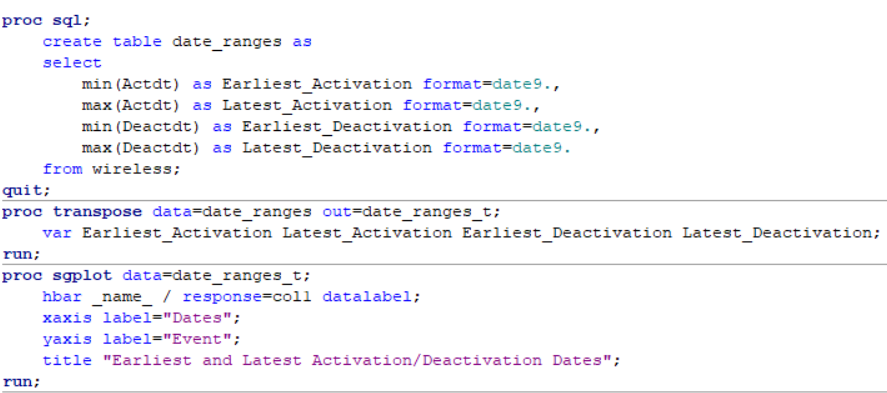 proc sql;
    create table date_ranges as
    select
        min(Actdt) as Earliest_Activation format=date9.,
        max(Actdt) as Latest_Activation format=date9.,
        min(Deactdt) as Earliest_Deactivation format=date9.,
        max(Deactdt) as Latest_Deactivation format=date9.
    from wireless;
quit;
proc transpose data=date_ranges out=date_ranges_t;
    var Earliest_Activation Latest_Activation Earliest_Deactivation Latest_Deactivation;
run;
proc sgplot data=date_ranges_t;
    hbar _name_ / response=col1 datalabel;
    xaxis label="Dates";
    yaxis label="Event";
    title "Earliest and Latest Activation/Deactivation Dates";
run;